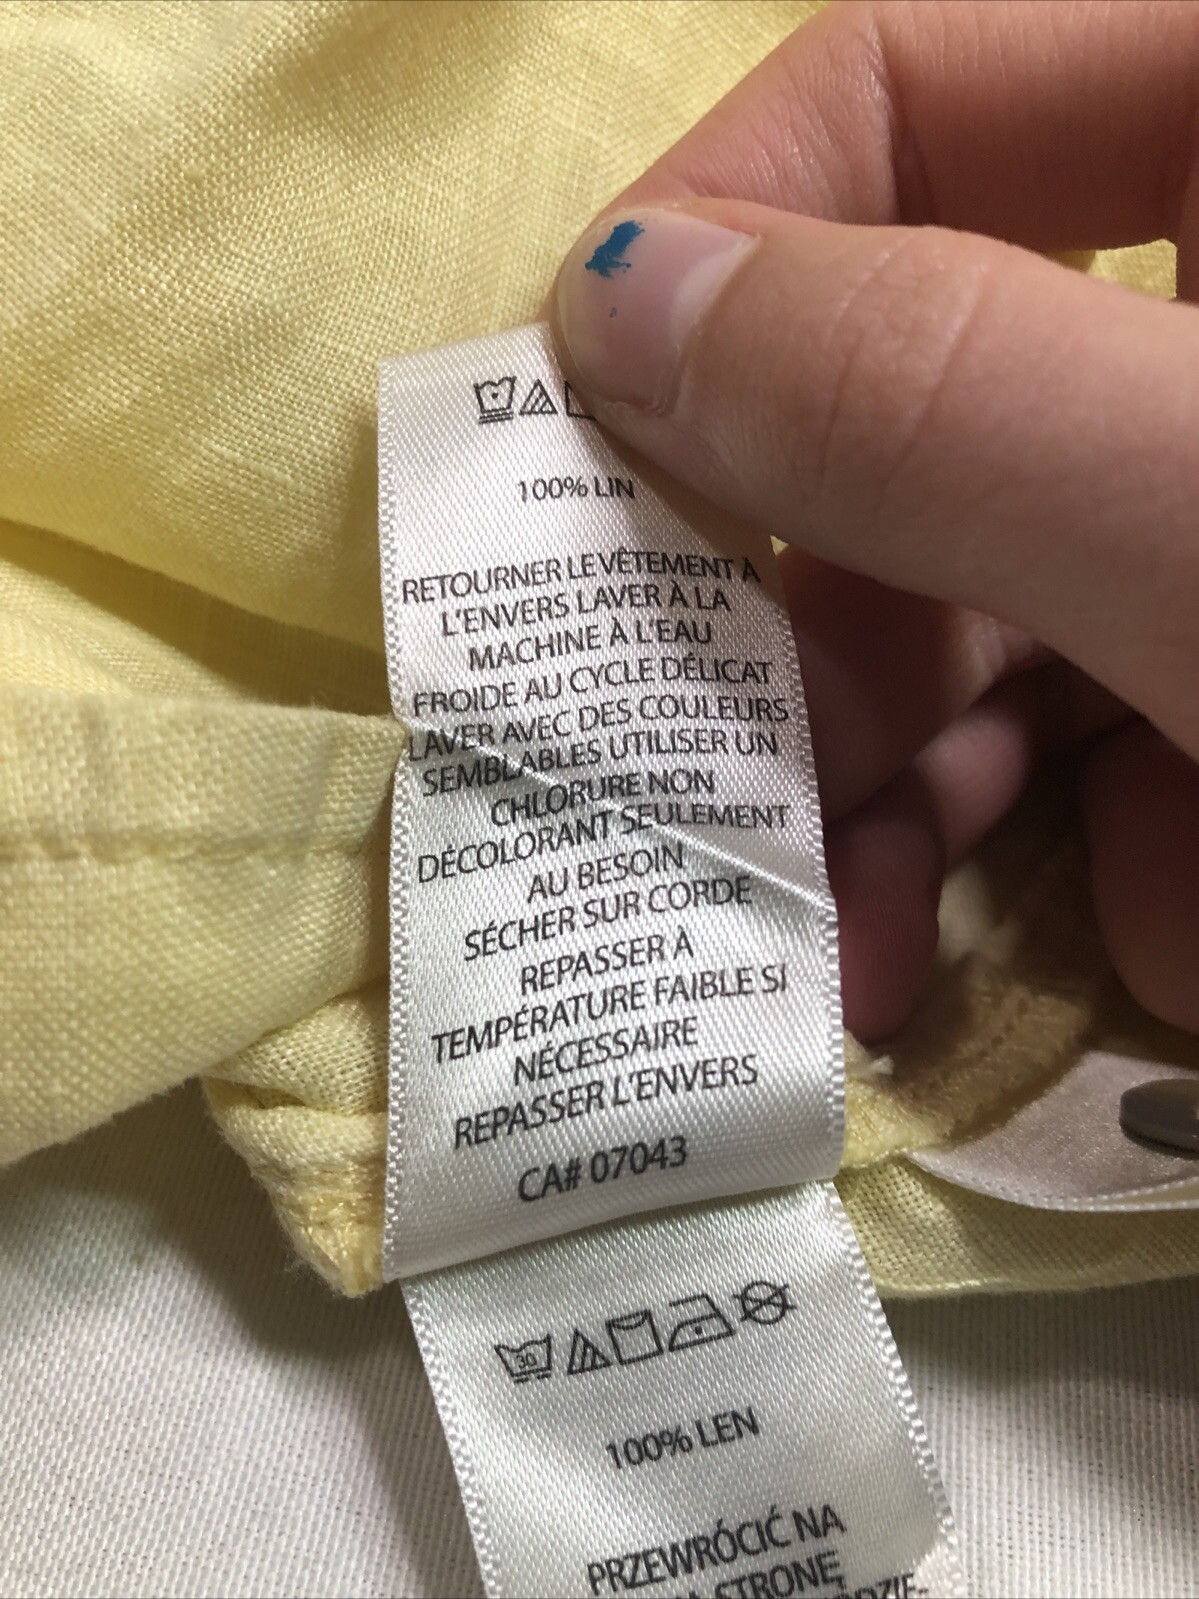 100% LIN
RETOURNER LE VÊTEMENT À
L'ENVERS LAVER À LA
MACHINE À L'EAU
FROIDE AU CYCLE DÉLICAT
LAVER AVEC DES COULEURS
SEMBLABLES UTILISER UN
CHLORURE NON
DÉCOLORANT SEULEMENT
AU BESOIN
SÉCHER SUR CORDE
REPASSER À
TEMPÉRATURE FAIBLE SI
NÉCESSAIRE
REPASSER L'ENVERS
CA# 07043
30
100% LEN
PRZEWRÓCIĆ NA
STRONĘ